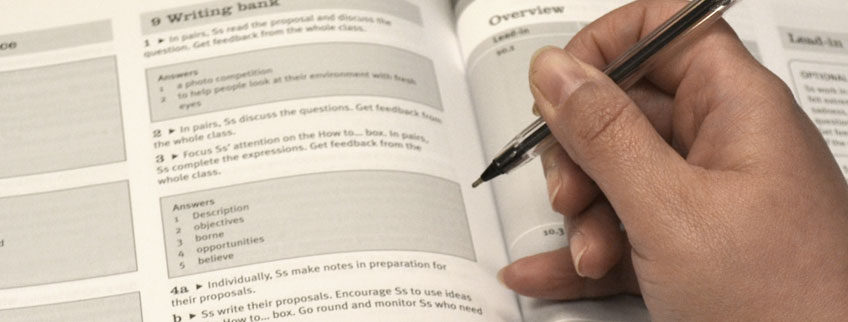 ce
d
9 Writing bank
1 ► In pairs, Ss read the proposal and discuss the
question. Get feedback from the whole class.
Answers
1 a photo competition
2 to help people look at their environment with fresh
eyes
2 ► In pairs, Ss discuss the questions. Get feedback from
the whole class.
3 ► Focus Ss' attention on the How to... box. In pairs,
Ss complete the expressions. Get feedback from the
whole class.
Answers
1 Description
2 objectives
3 borne
4 opportunities
5 believe
4a ► Individually, Ss make notes in preparation for
their proposals.
b ► Ss write their proposals. Encourage Ss to use ideas
How to... box. Go round and monitor Ss who need
Overview
Lead-in
10.1
10.3
Lead-in
OPTIONAL